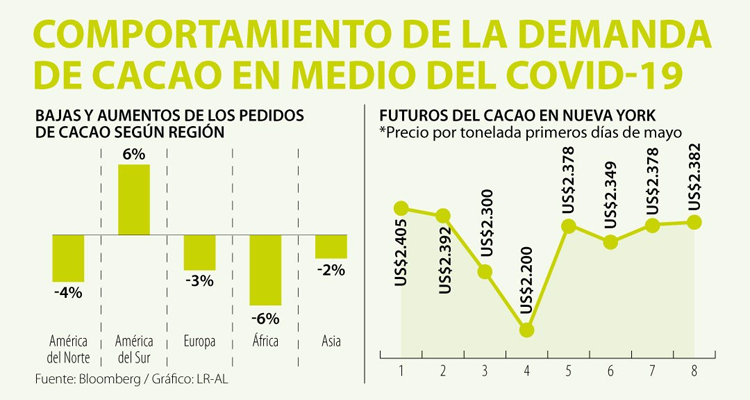 COMPORTAMIENTO DE LA DEMANDA
DE CACAO EN MEDIO DEL COVID-19
BAJAS Y AUMENTOS DE LOS PEDIDOS
DE CACAO SEGÚN REGIÓN
6%
-4%
-3%
-6%
-2%
América
del Norte
América
del Sur
Europa
África
Asia
Fuente: Bloomberg / Gráfico: LR-AL
FUTUROS DEL CACAO EN NUEVA YORK
*Precio por tonelada primeros días de mayo
US$2.405
US$2.392
US$2.300
US$2.200
US$2.378
US$2.349
US$2.378
US$2.382
1 2 3 4 5 6 7 8